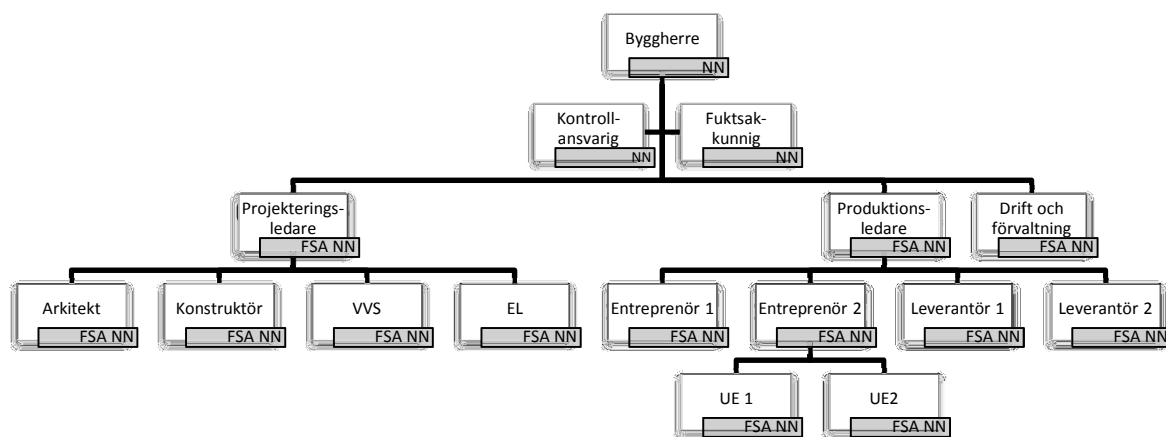 Byggherre
NN
Kontroll-
ansvarig
NN
Fuktsak-
kunnig
NN
Projekterings-
ledare
FSA NN
Produktions-
ledare
FSA NN
Drift och
förvaltning
FSA NN
Arkitekt
FSA NN
Konstruktör
FSA NN
VVS
FSA NN
EL
FSA NN
Entreprenör 1
FSA NN
Entreprenör 2
FSA NN
Leverantör 1
FSA NN
Leverantör 2
FSA NN
UE 1
FSA NN
UE2
FSA NN